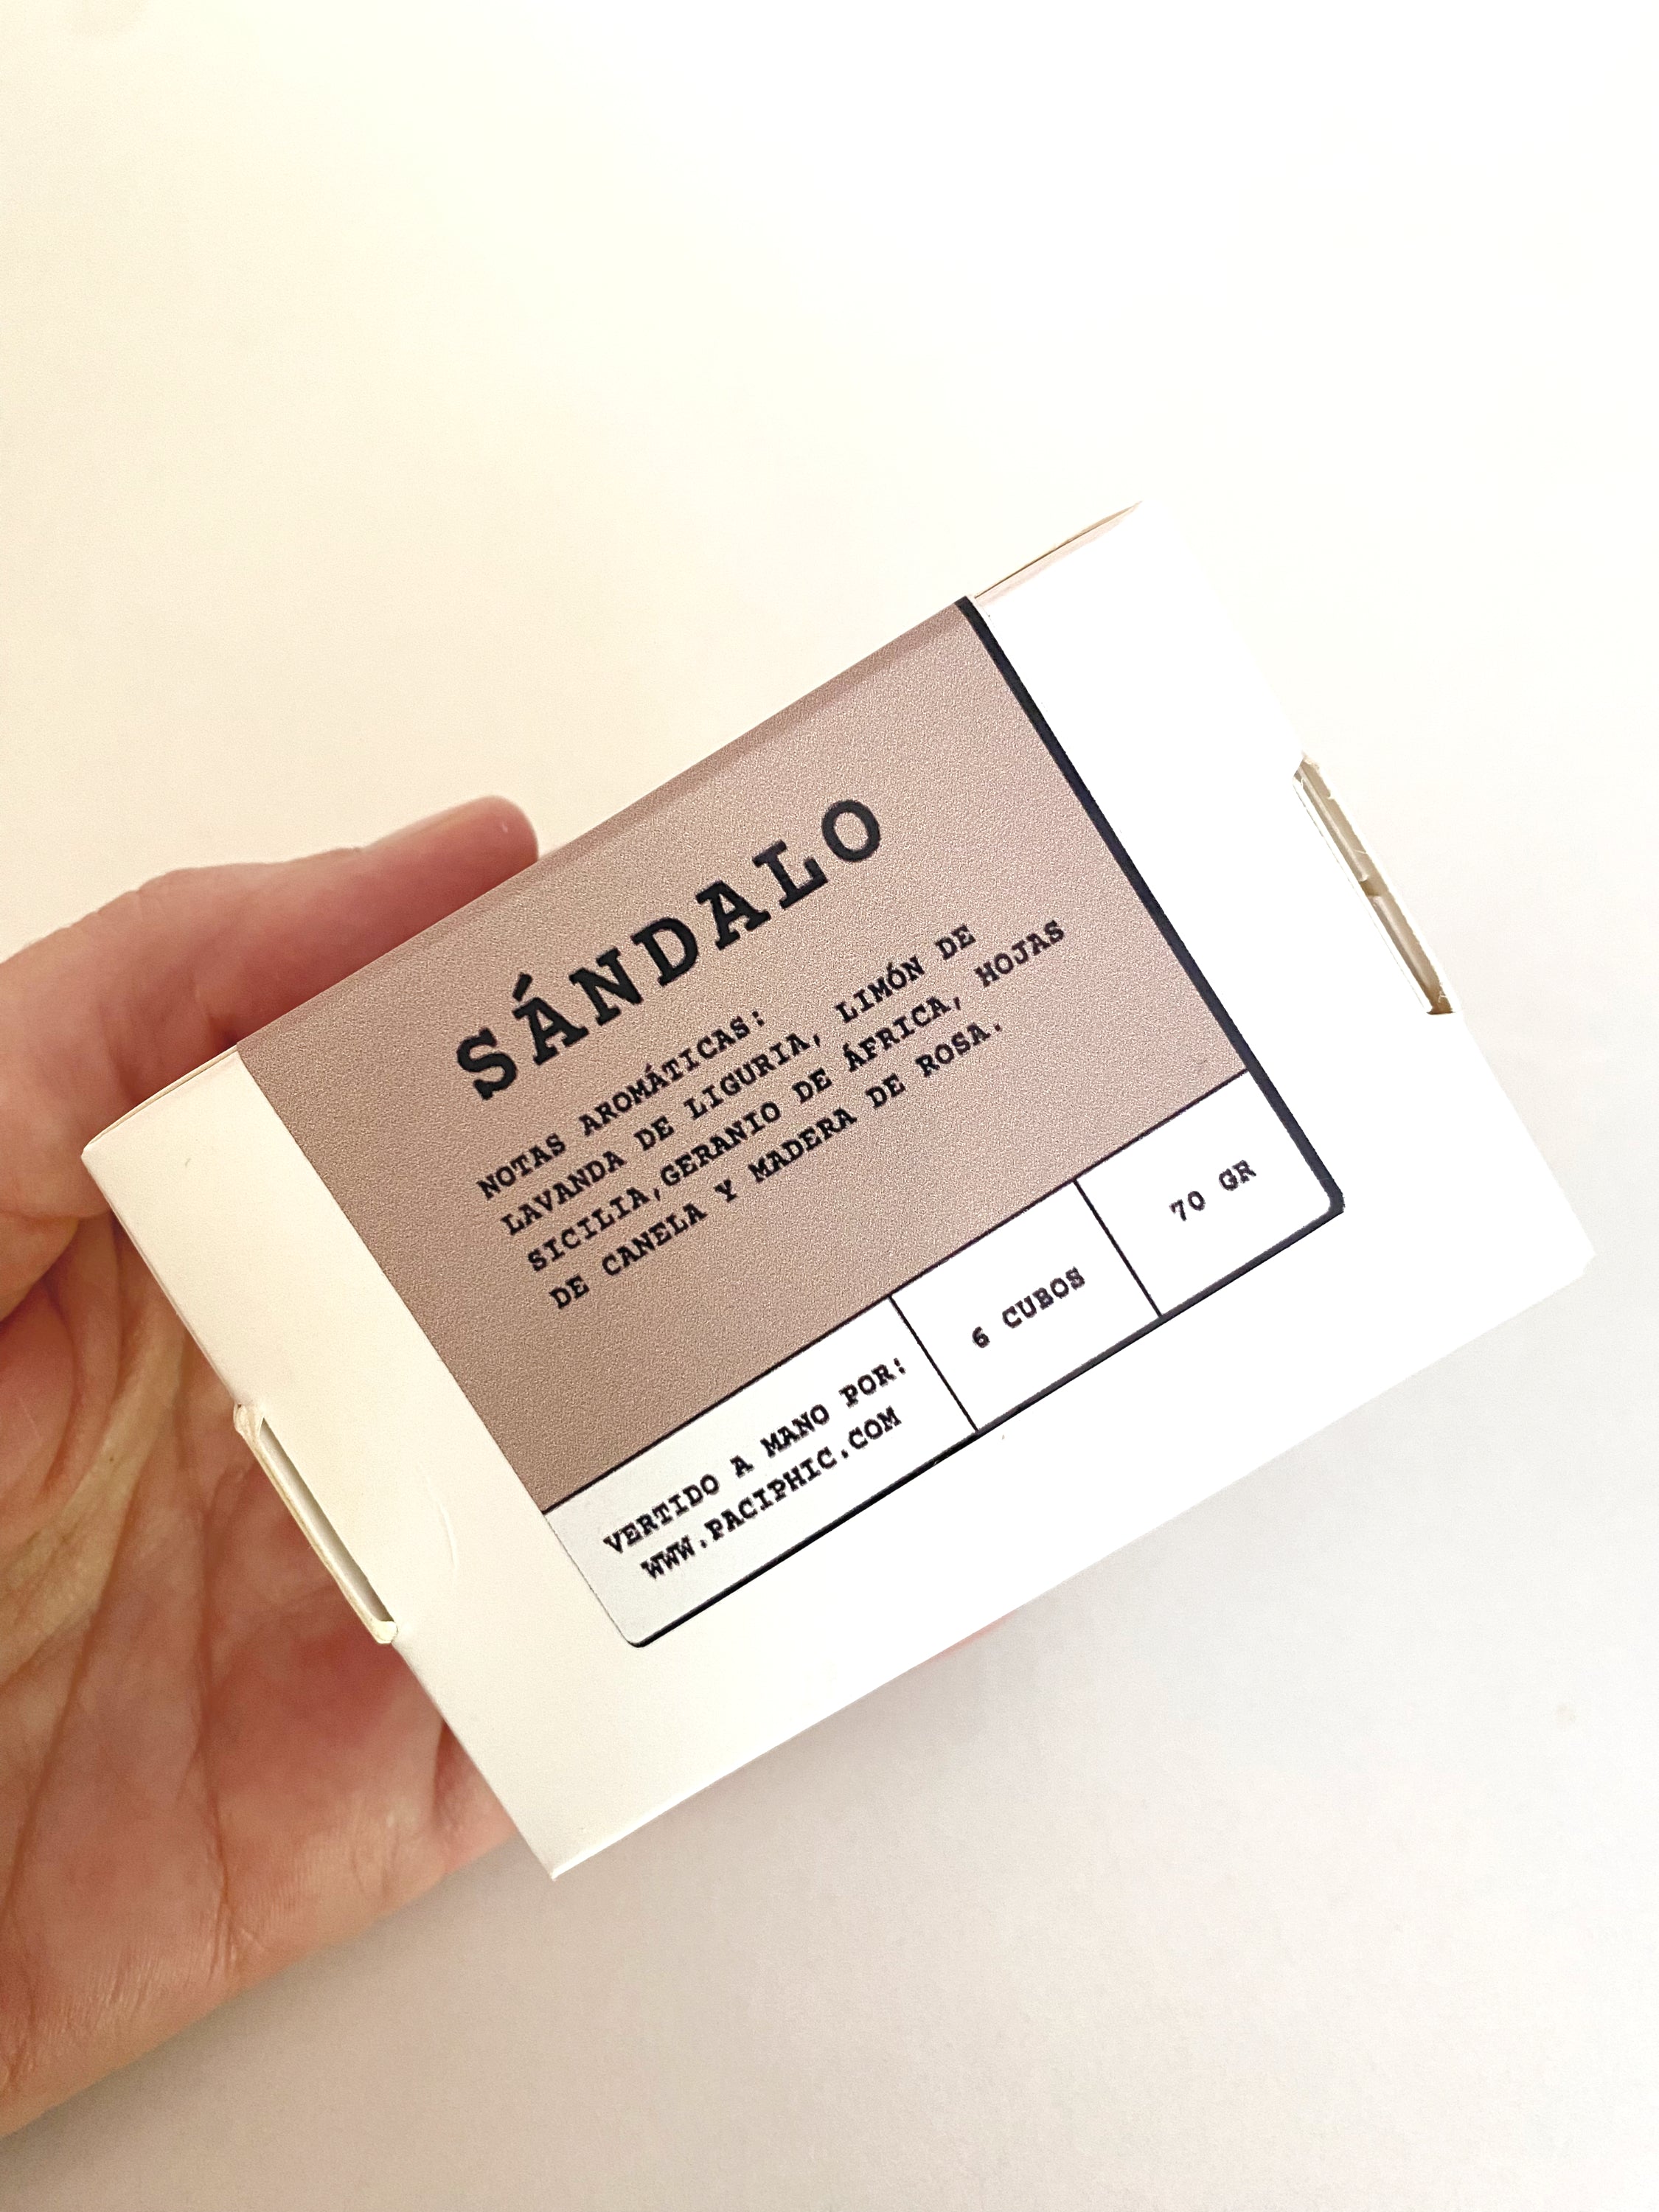 SÁNDALO
NOTAS AROMÁTICAS:
LAVANDA DE LIGURIA, LIMÓN DE
SICILIA,GERANIO DE ÁFRICA, HOJAS
DE CANELA Y MADERA DE ROSA.
VERTIDO A MANO POR:
WWW.PACIPHIC.COM
6 CUBOS
70 GR